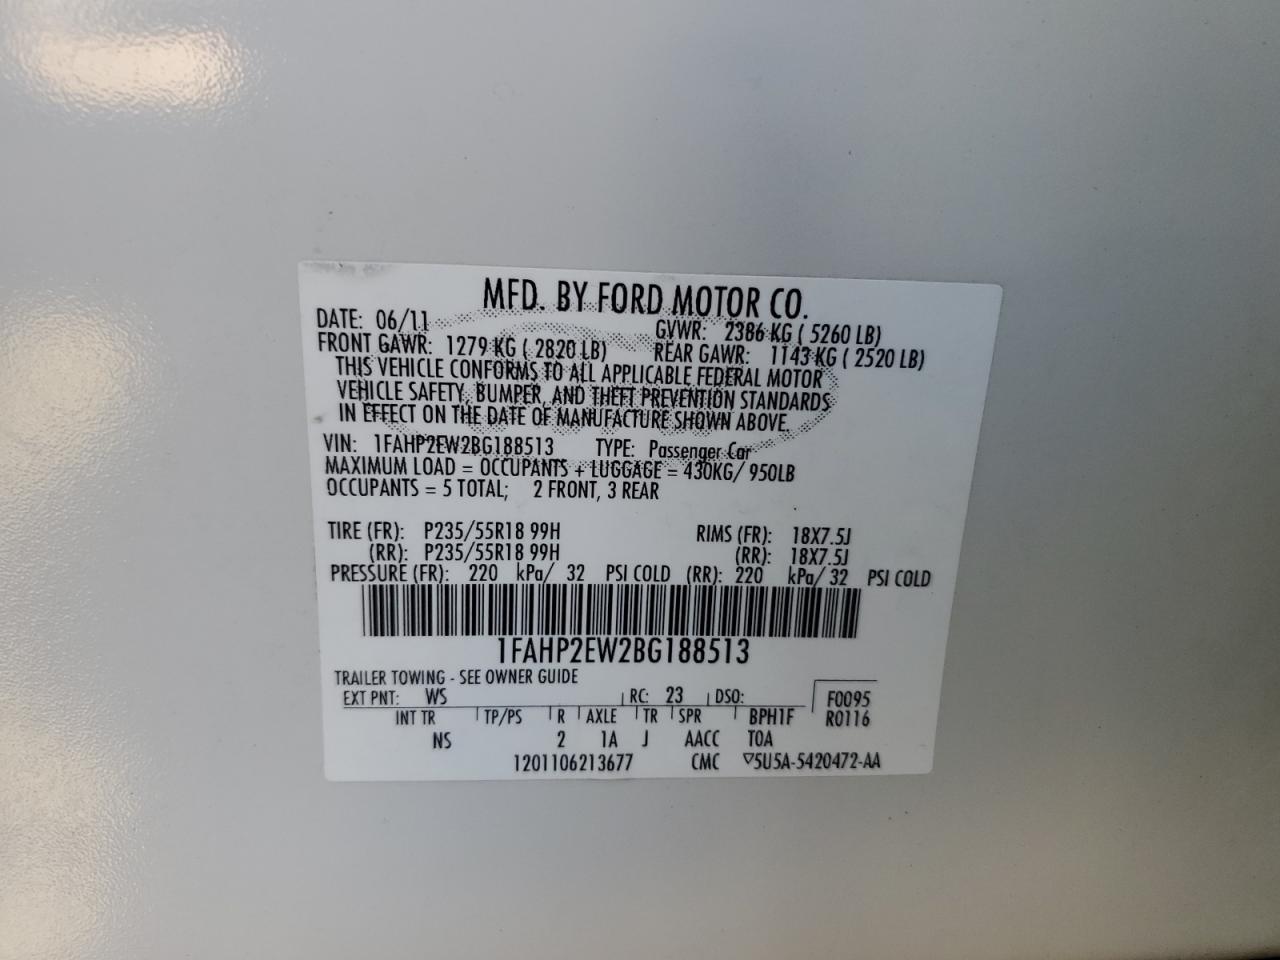 MFD. BY FORD MOTOR CO.
DATE: 06/11 GVWR: 2386 KG ( 5260 LB)
FRONT GAWR: 1279 KG ( 2820 LB) REAR GAWR: 1143 KG ( 2520 LB)
THIS VEHICLE CONFORMS TO ALL APPLICABLE FEDERAL MOTOR
VEHICLE SAFETY, BUMPER, AND THEFT PREVENTION STANDARDS
IN EFFECT ON THE DATE OF MANUFACTURE SHOWN ABOVE.
VIN: 1FAHP2EW2BG188513 TYPE: Passenger Car
MAXIMUM LOAD = OCCUPANTS + LUGGAGE = 430KG/ 950LB
OCCUPANTS = 5 TOTAL; 2 FRONT, 3 REAR
TIRE (FR): P235/55R18 99H RIMS (FR): 18X7.5J
(RR): P235/55R18 99H (RR): 18X7.5J
PRESSURE (FR): 220 kPa/ 32 PSI COLD (RR): 220 kPa/ 32 PSI COLD
1FAHP2EW2BG188513
TRAILER TOWING - SEE OWNER GUIDE
EXT PNT: WS RC: 23 DSO: F0095
INT TR TP/PS R AXLE TR SPR BPH1F R0116
NS 2 1A J AACC T0A
1201106213677 CMC ▽5U5A-5420472-AA